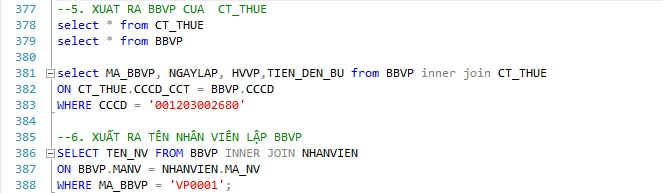 377 --5. XUAT RA BBVP CUA  CT_THUE
378 select * from CT_THUE
379 select * from BBVP
380
381 select MA_BBVP, NGAYLAP, HVVP,TIEN_DEN_BU from BBVP inner join CT_THUE
382 ON CT_THUE.CCCD_CCT = BBVP.CCCD
383 WHERE CCCD = '001203002680'
384
385 --6. XUẤT RA TÊN NHÂN VIÊN LẬP BBVP
386 SELECT TEN_NV FROM BBVP INNER JOIN NHANVIEN
387 ON BBVP.MANV = NHANVIEN.MA_NV
388 WHERE MA_BBVP = 'VP0001';